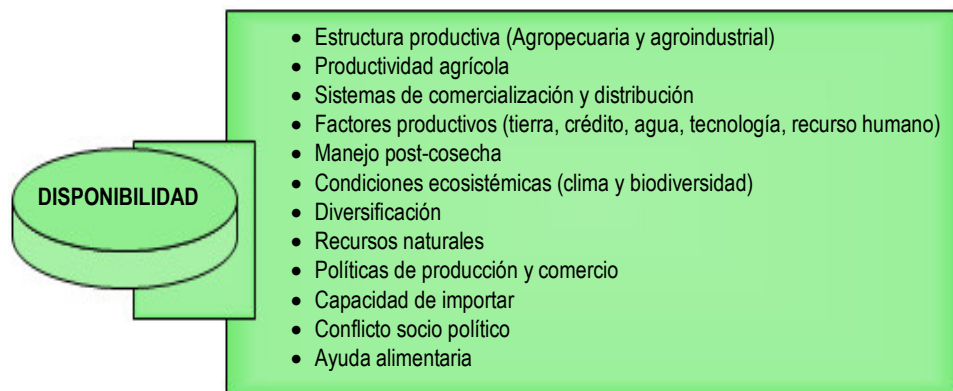 DISPONIBILIDAD
• Estructura productiva (Agropecuaria y agroindustrial)
• Productividad agrícola
• Sistemas de comercialización y distribución
• Factores productivos (tierra, crédito, agua, tecnología, recurso humano)
• Manejo post-cosecha
• Condiciones ecosistémicas (clima y biodiversidad)
• Diversificación
• Recursos naturales
• Políticas de producción y comercio
• Capacidad de importar
• Conflicto socio político
• Ayuda alimentaria